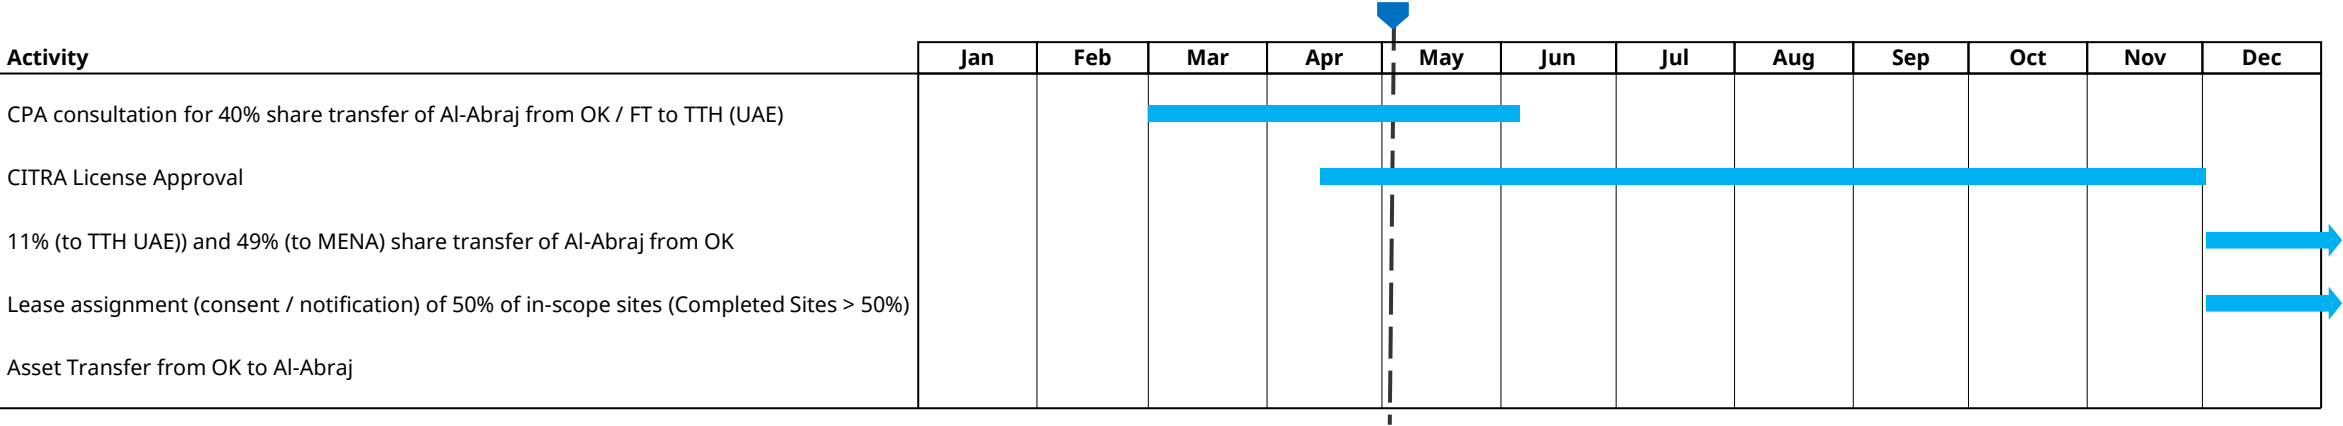 Activity Jan Feb Mar Apr May Jun Jul Aug Sep Oct Nov Dec
CPA consultation for 40% share transfer of Al-Abraj from OK / FT to TTH (UAE)
CITRA License Approval
11% (to TTH UAE)) and 49% (to MENA) share transfer of Al-Abraj from OK
Lease assignment (consent / notification) of 50% of in-scope sites (Completed Sites > 50%)
Asset Transfer from OK to Al-Abraj